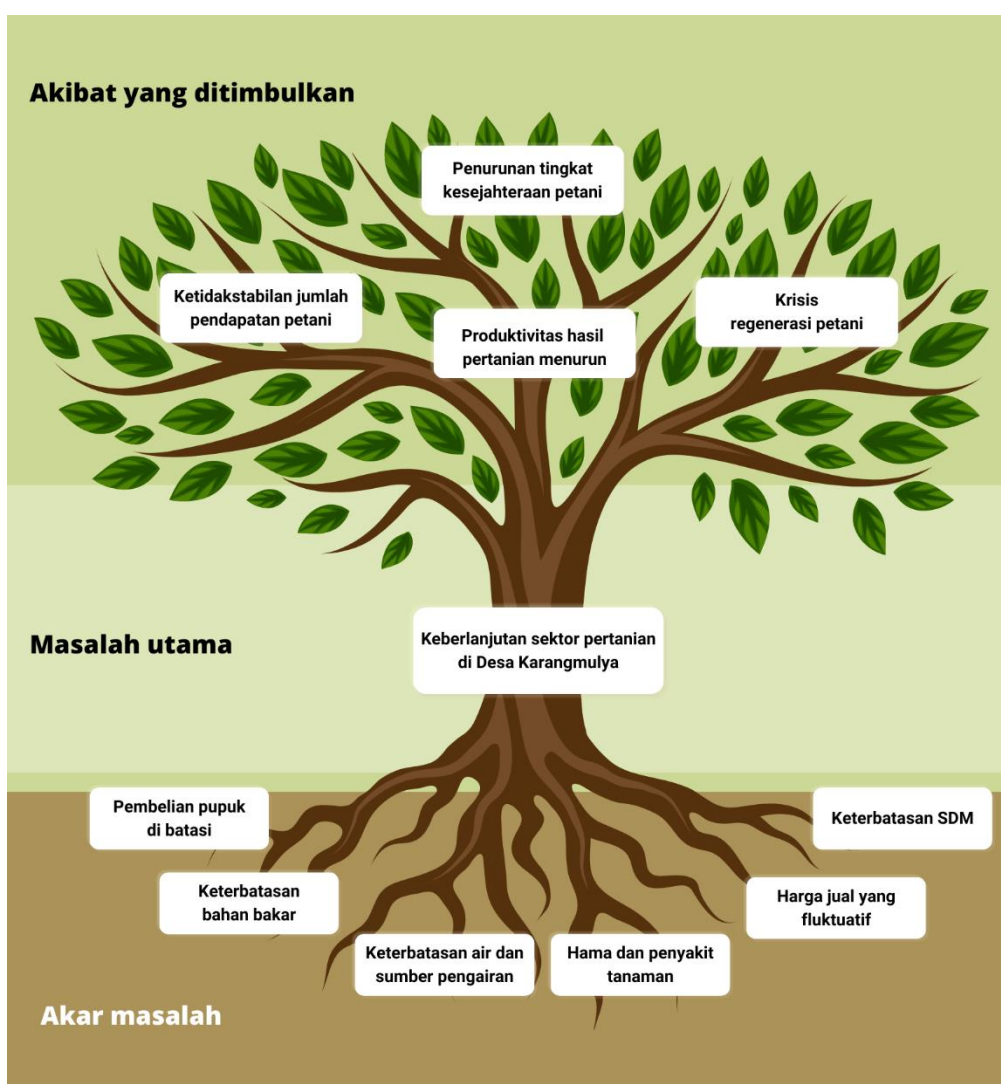 Akibat yang ditimbulkan
Penurunan tingkat
kesejahteraan petani
Ketidakstabilan jumlah
pendapatan petani
Produktivitas hasil
pertanian menurun
Krisis
regenerasi petani
Masalah utama
Keberlanjutan sektor pertanian
di Desa Karangmulya
Pembelian pupuk
di batasi
Keterbatasan
bahan bakar
Keterbatasan air dan
sumber pengairan
Hama dan penyakit
tanaman
Harga jual yang
fluktuatif
Keterbatasan SDM
Akar masalah